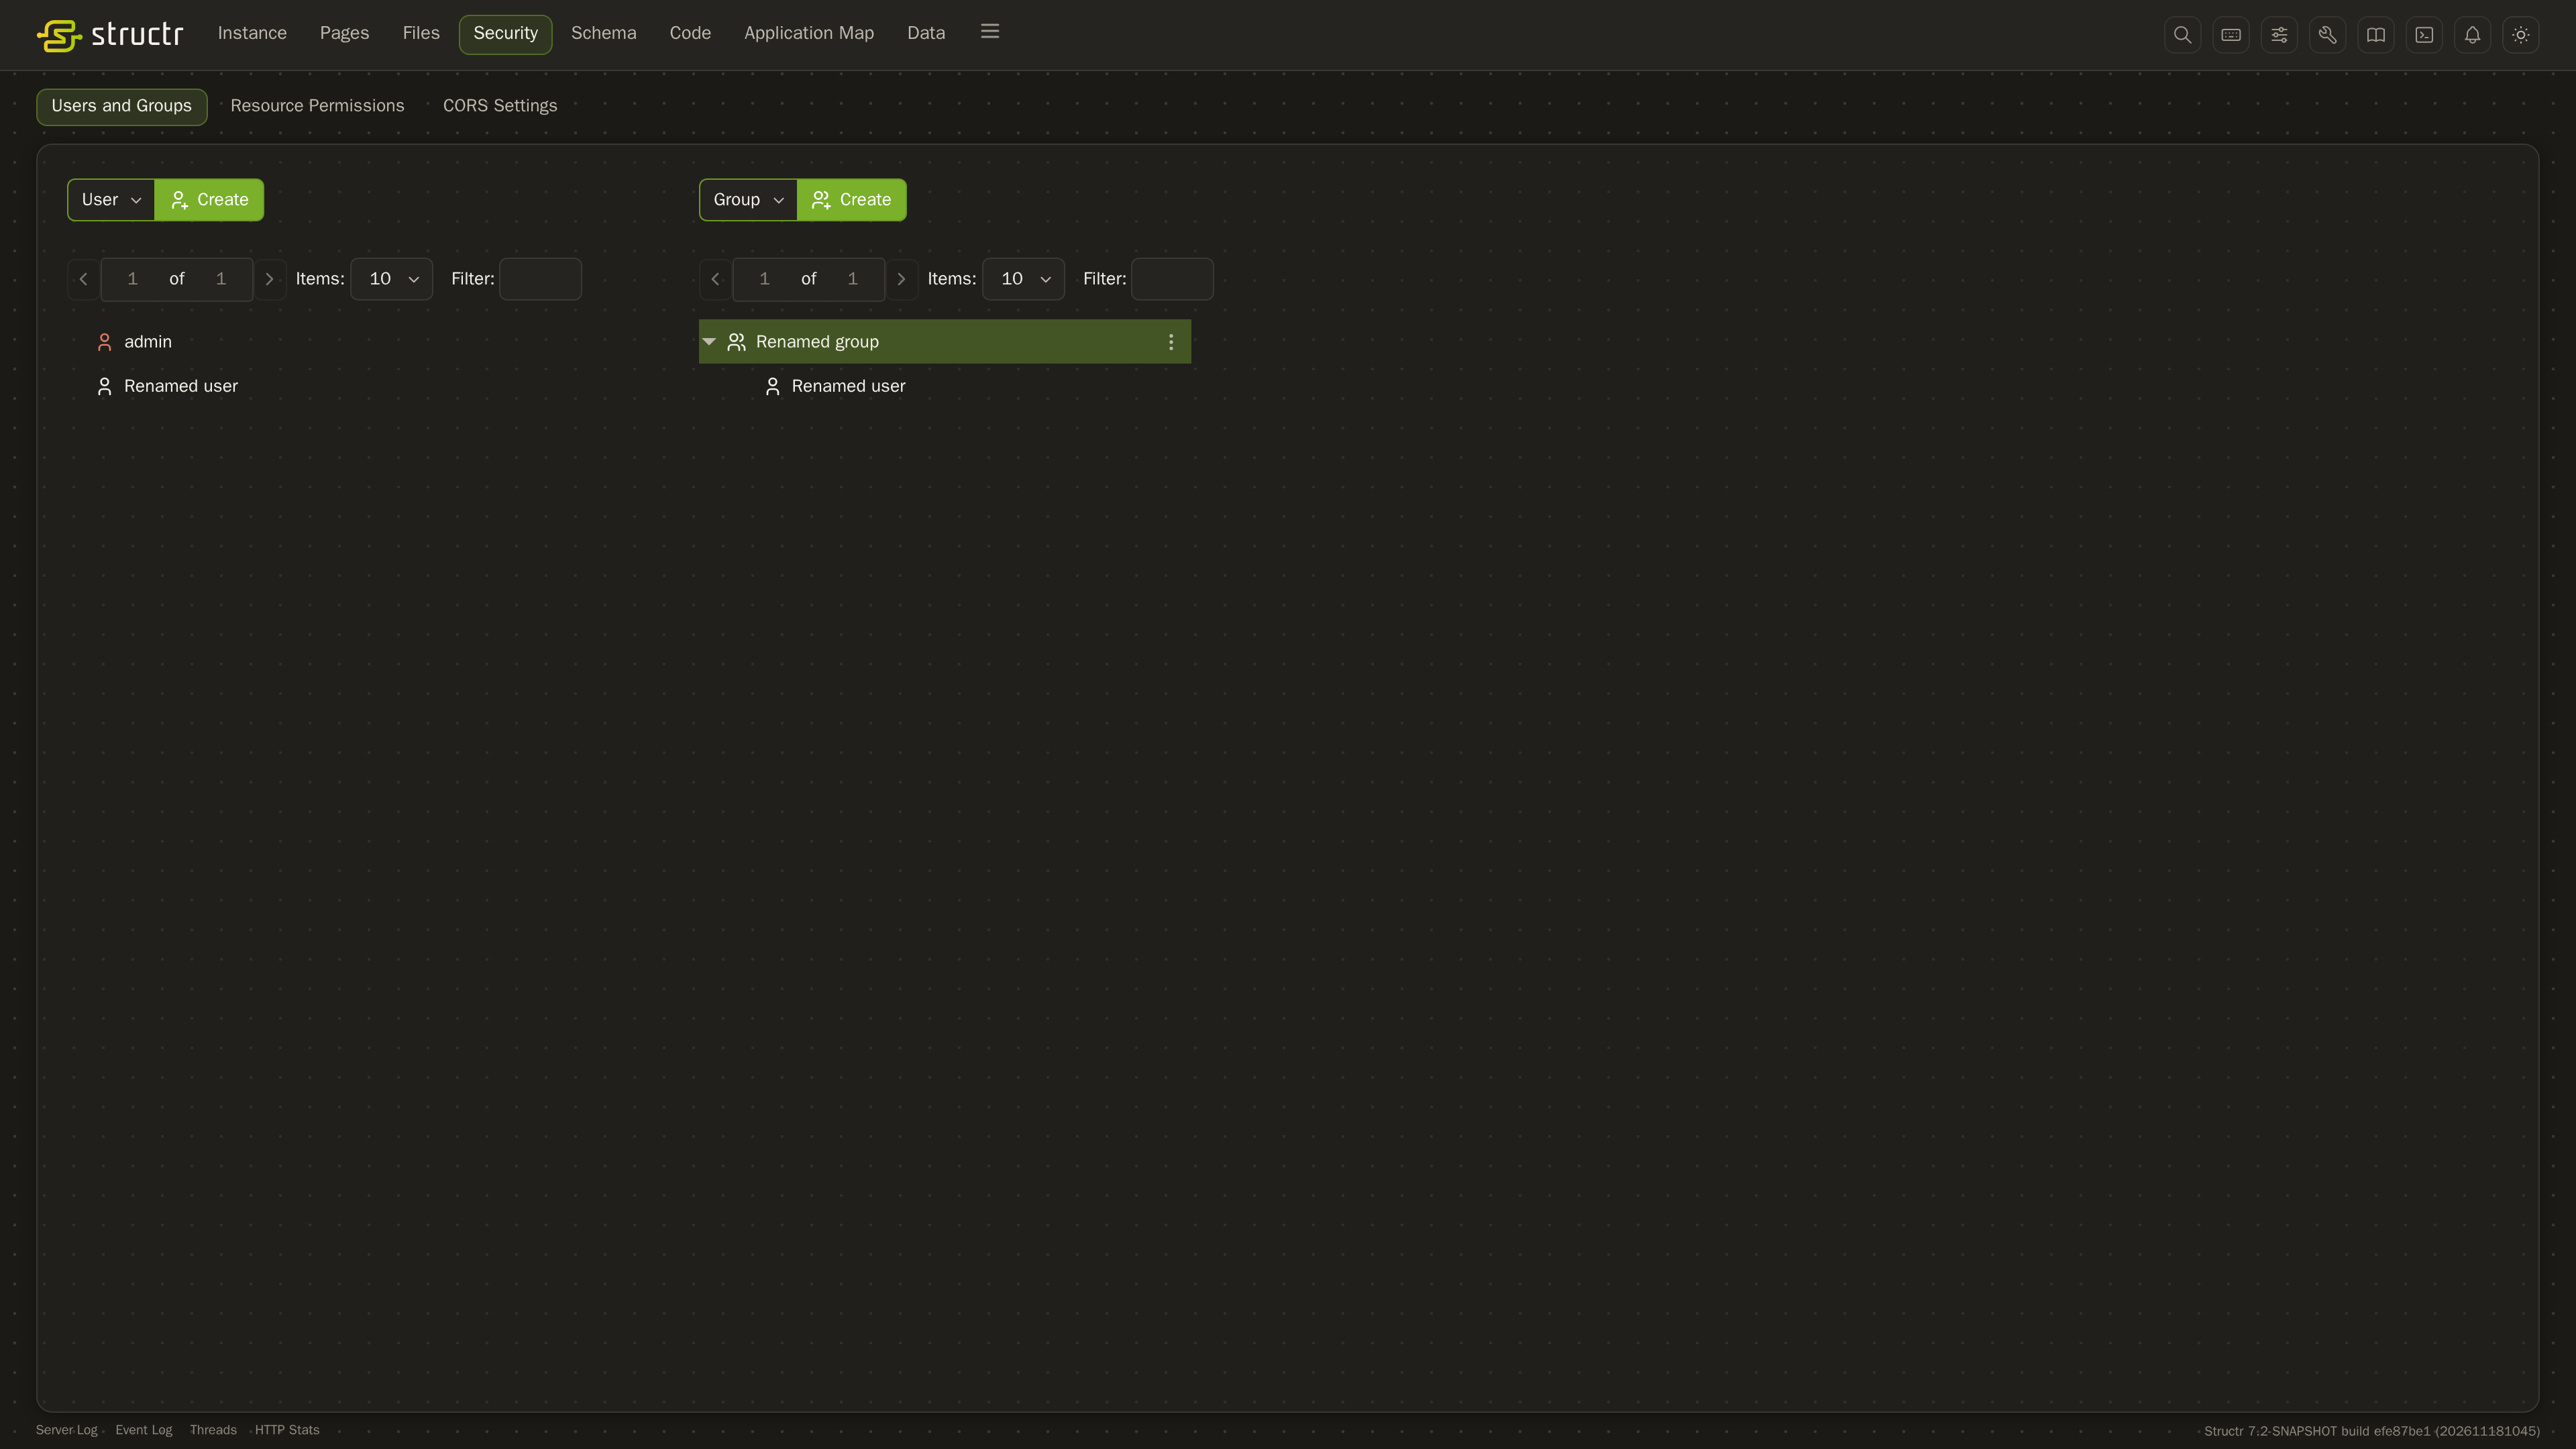 structr Instance Pages Files Security Schema Code Application Map Data
Users and Groups Resource Permissions CORS Settings
User Create Group Create
1 of 1 Items: 10 Filter: 1 of 1 Items: 10 Filter:
admin Renamed group
Renamed user Renamed user
Server Log Event Log Threads HTTP Stats Structr 7.2-SNAPSHOT build efe87be1 (202611181045)